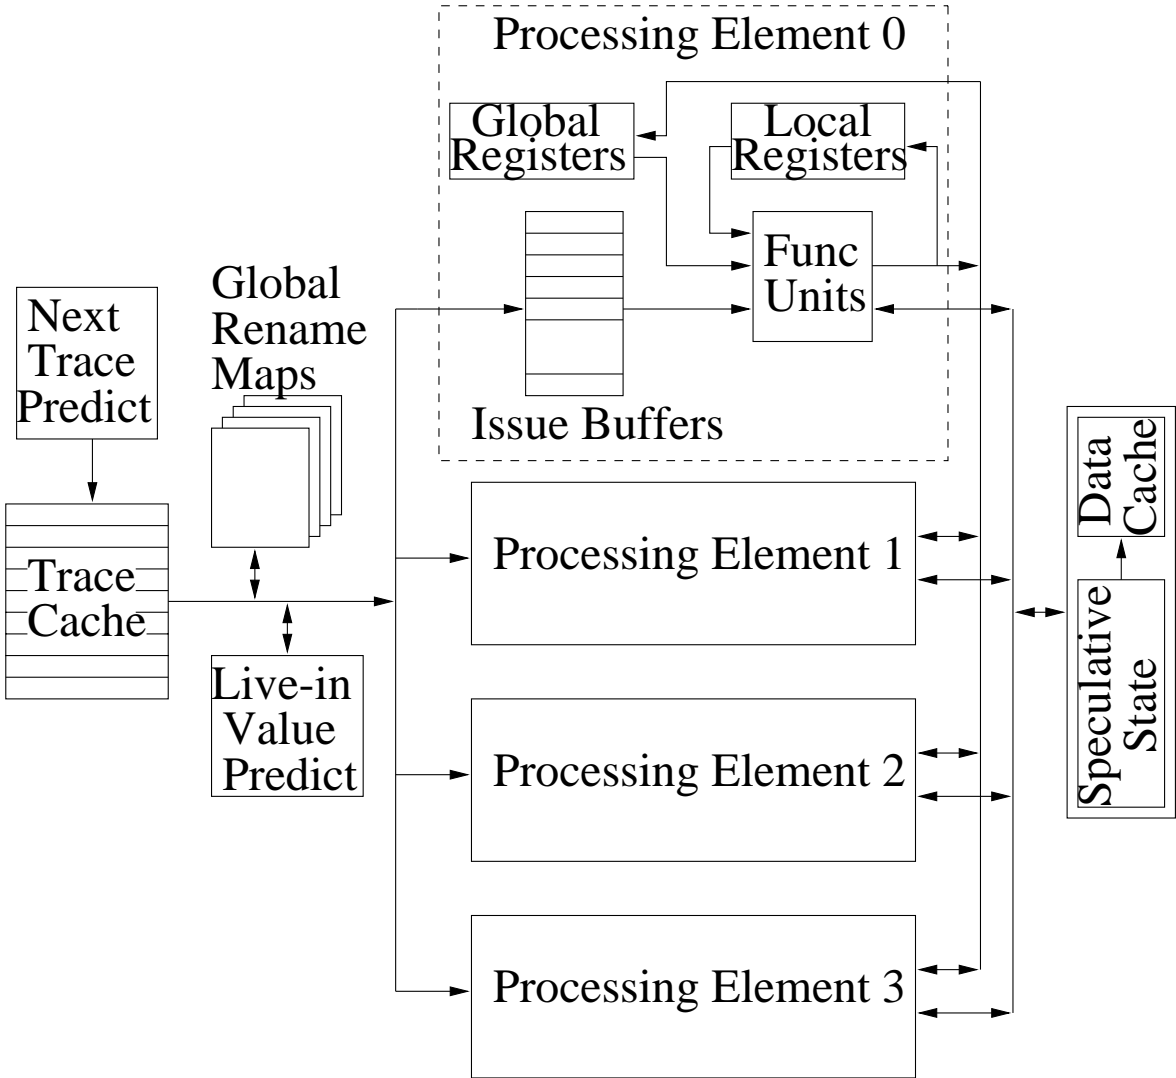 Processing Element 0
Global
Registers
Local
Registers
Func
Units
Issue Buffers
Next
Trace
Predict
Global
Rename
Maps
Trace
Cache
Live-in
Value
Predict
Processing Element 1
Processing Element 2
Processing Element 3
Data
Cache
Speculative
State